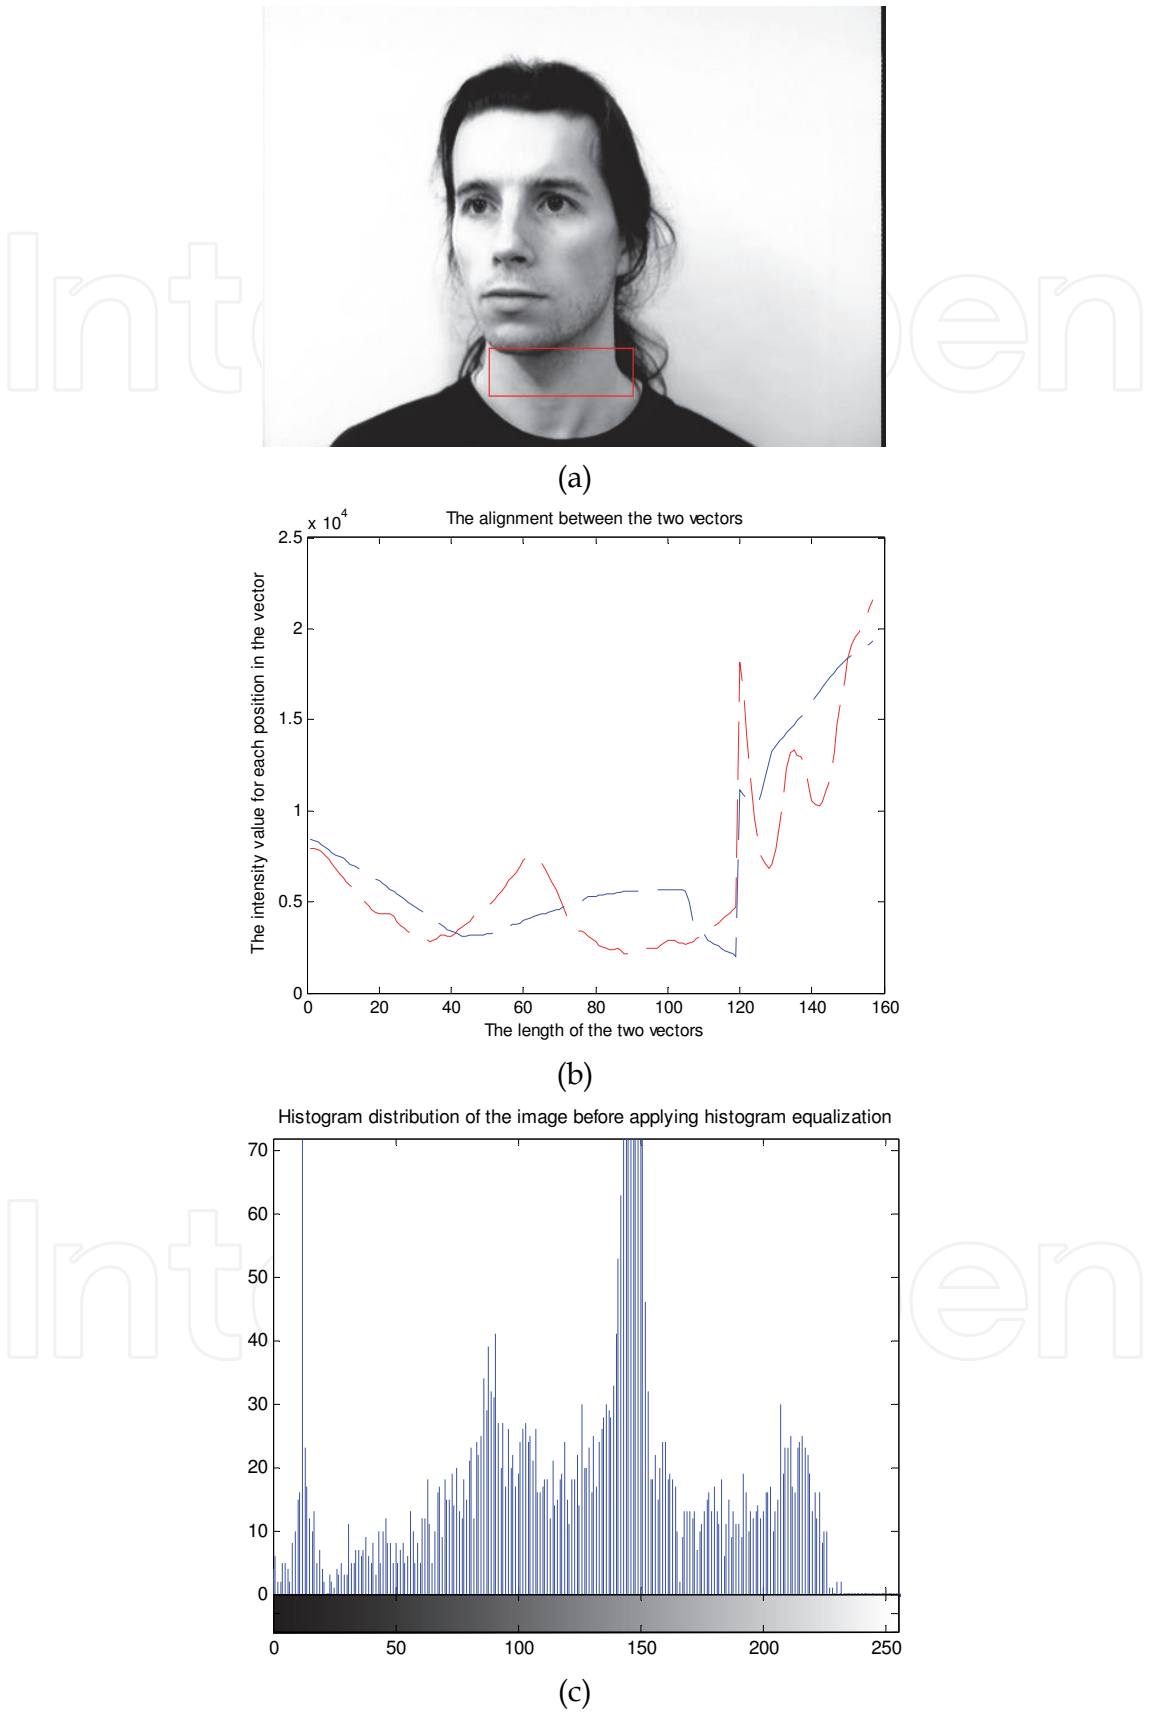 (a)
x 10^4
The alignment between the two vectors
2.5
2
1.5
1
0.5
0
The intensity value for each position in the vector
0 20 40 60 80 100 120 140 160
The length of the two vectors
(b)
Histogram distribution of the image before applying histogram equalization
70
60
50
40
30
20
10
0
0 50 100 150 200 250
(c)